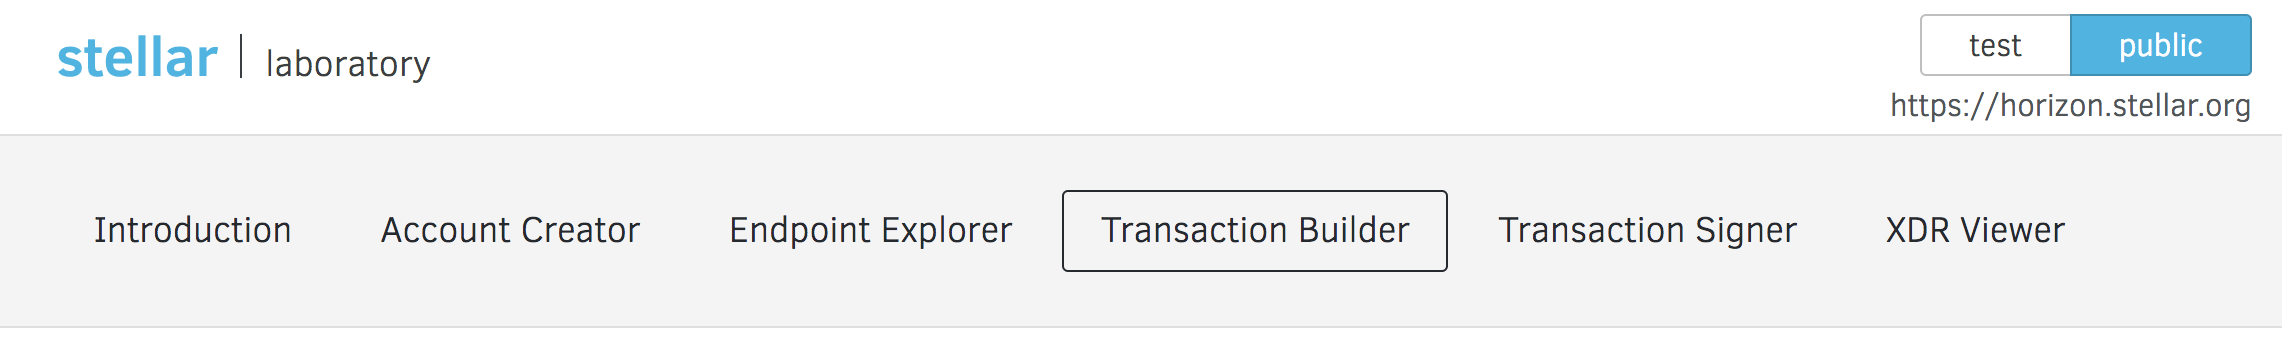 stellar | laboratory
test public
https://horizon.stellar.org
Introduction Account Creator Endpoint Explorer Transaction Builder Transaction Signer XDR Viewer